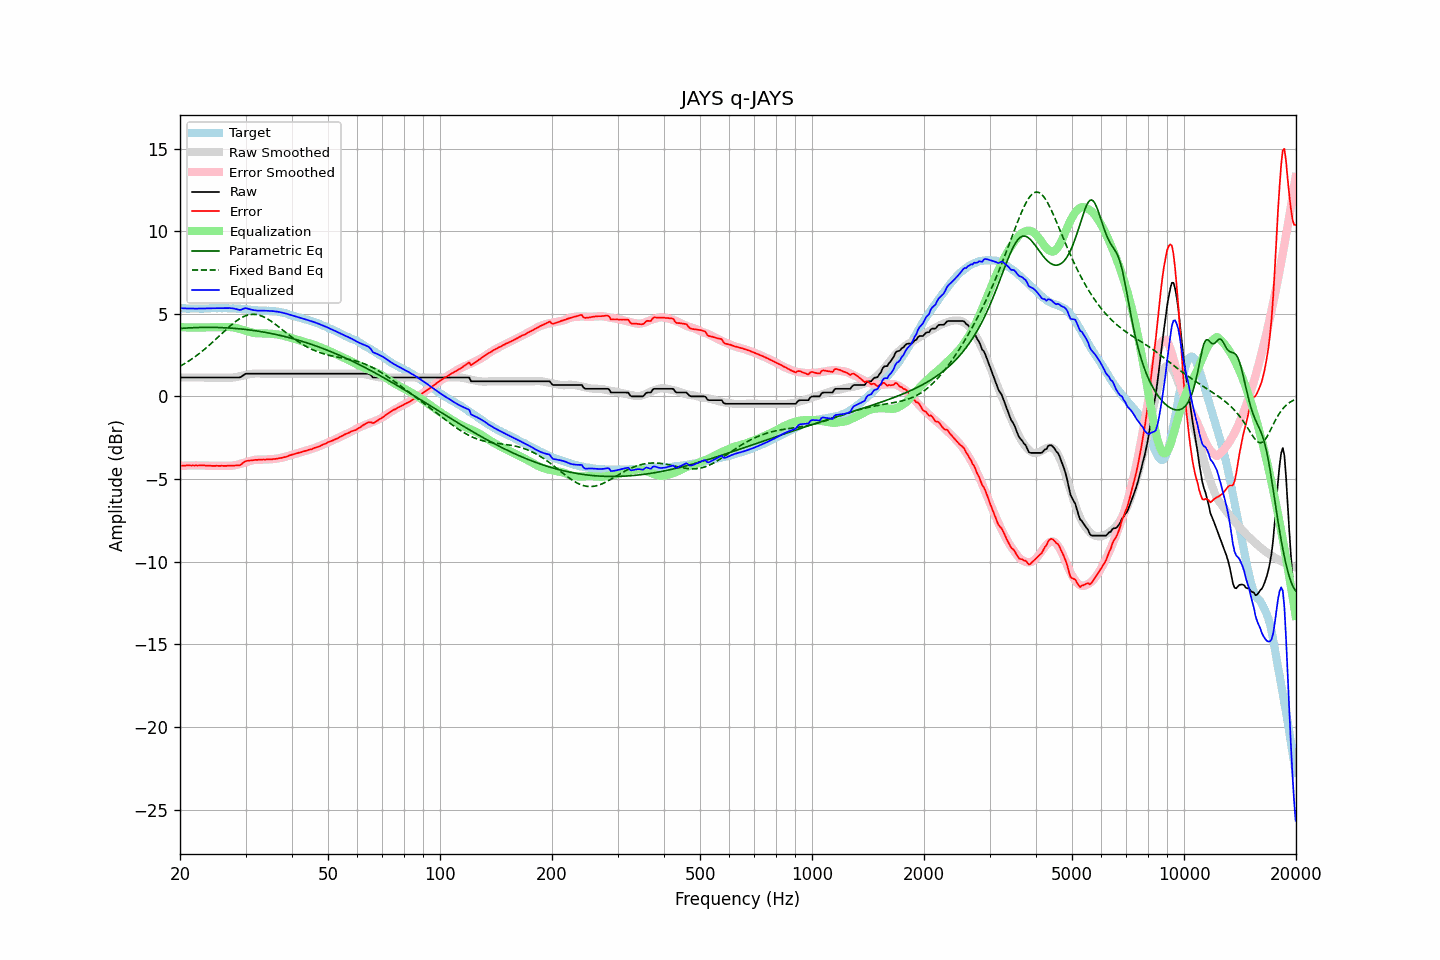 JAYS q-JAYS
Target
Raw Smoothed
Error Smoothed
Raw
Error
Equalization
Parametric Eq
Fixed Band Eq
Equalized
15
10
5
0
−5
−10
−15
−20
−25
Amplitude (dBr)
20 50 100 200 500 1000 2000 5000 10000 20000
Frequency (Hz)